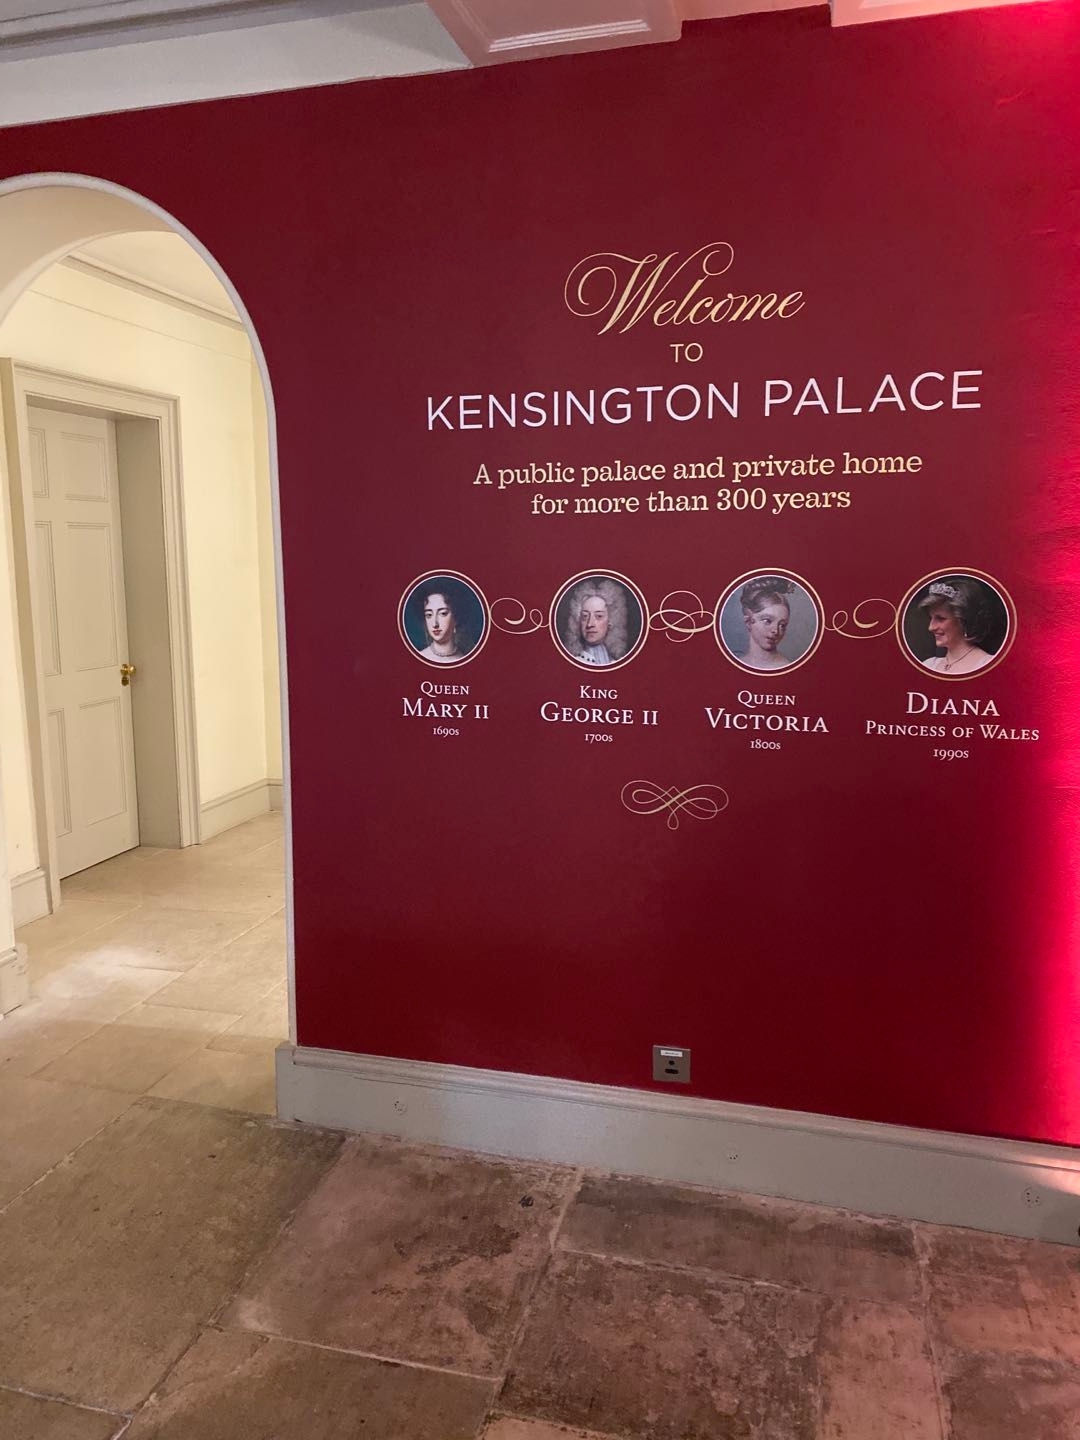 Welcome
TO
KENSINGTON PALACE
A public palace and private home
for more than 300 years
QUEEN
MARY II
1690s
KING
GEORGE II
1700s
QUEEN
VICTORIA
1800s
DIANA
PRINCESS OF WALES
1990s